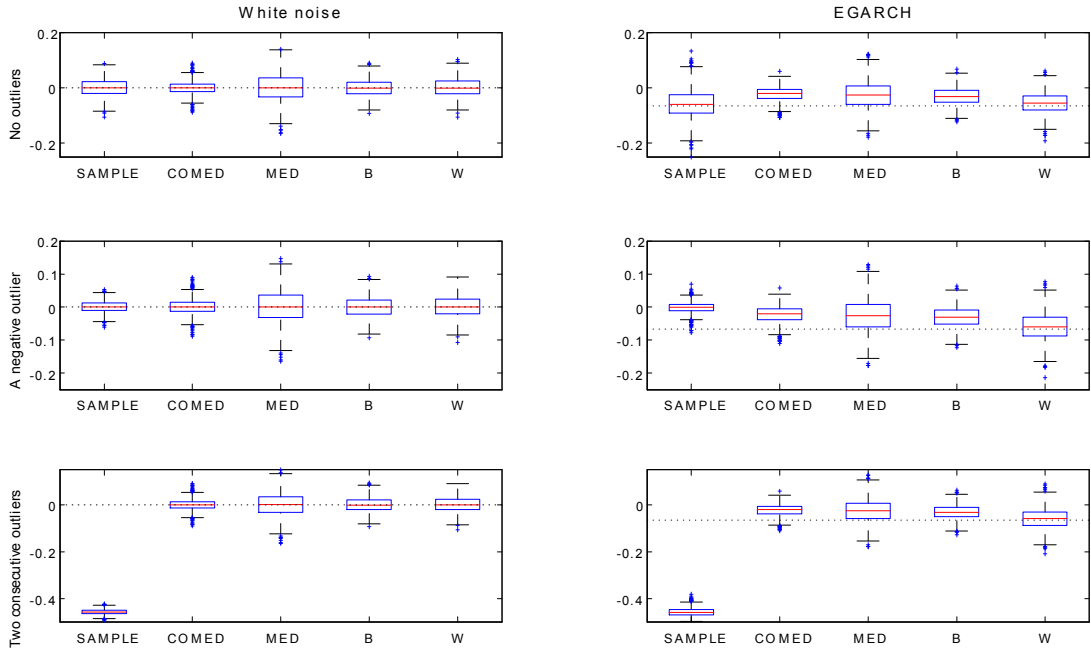 White noise
EGARCH
No outliers
0.2
0
-0.2
SAMPLE COMED MED B W
0.2
0
-0.2
SAMPLE COMED MED B W
A negative outlier
0.2
0.1
0
-0.1
-0.2
SAMPLE COMED MED B W
0.2
0.1
0
-0.1
-0.2
SAMPLE COMED MED B W
Two consecutive outliers
0
-0.2
-0.4
SAMPLE COMED MED B W
0
-0.2
-0.4
SAMPLE COMED MED B W